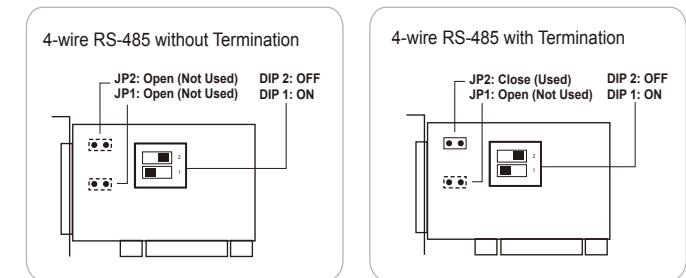 4-wire RS-485 without Termination
JP2: Open (Not Used) DIP 2: OFF
JP1: Open (Not Used) DIP 1: ON
2
1
4-wire RS-485 with Termination
JP2: Close (Used) DIP 2: OFF
JP1: Open (Not Used) DIP 1: ON
2
1